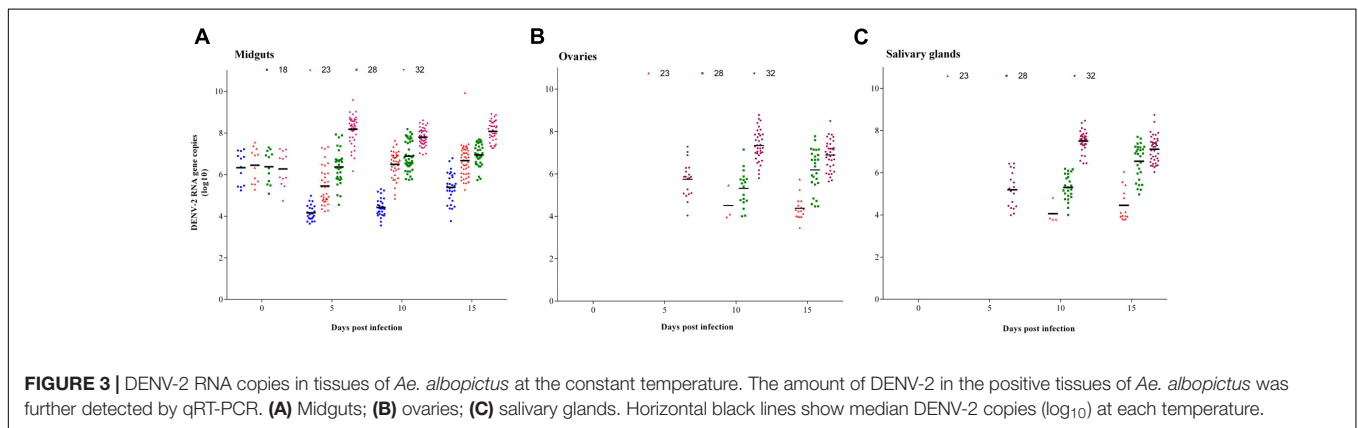 A
Midguts
18 23 28 32
DENV-2 RNA gene copies
(log10)
10
8
6
4
2
0
0 5 10 15
Days post infection
B
Ovaries
23 28 32
10
8
6
4
2
0
0 5 10 15
Days post infection
C
Salivary glands
23 28 32
10
8
6
4
2
0
0 5 10 15
Days post infection
FIGURE 3 | DENV-2 RNA copies in tissues of Ae. albopictus at the constant temperature. The amount of DENV-2 in the positive tissues of Ae. albopictus was
further detected by qRT-PCR. (A) Midguts; (B) ovaries; (C) salivary glands. Horizontal black lines show median DENV-2 copies (log10) at each temperature.